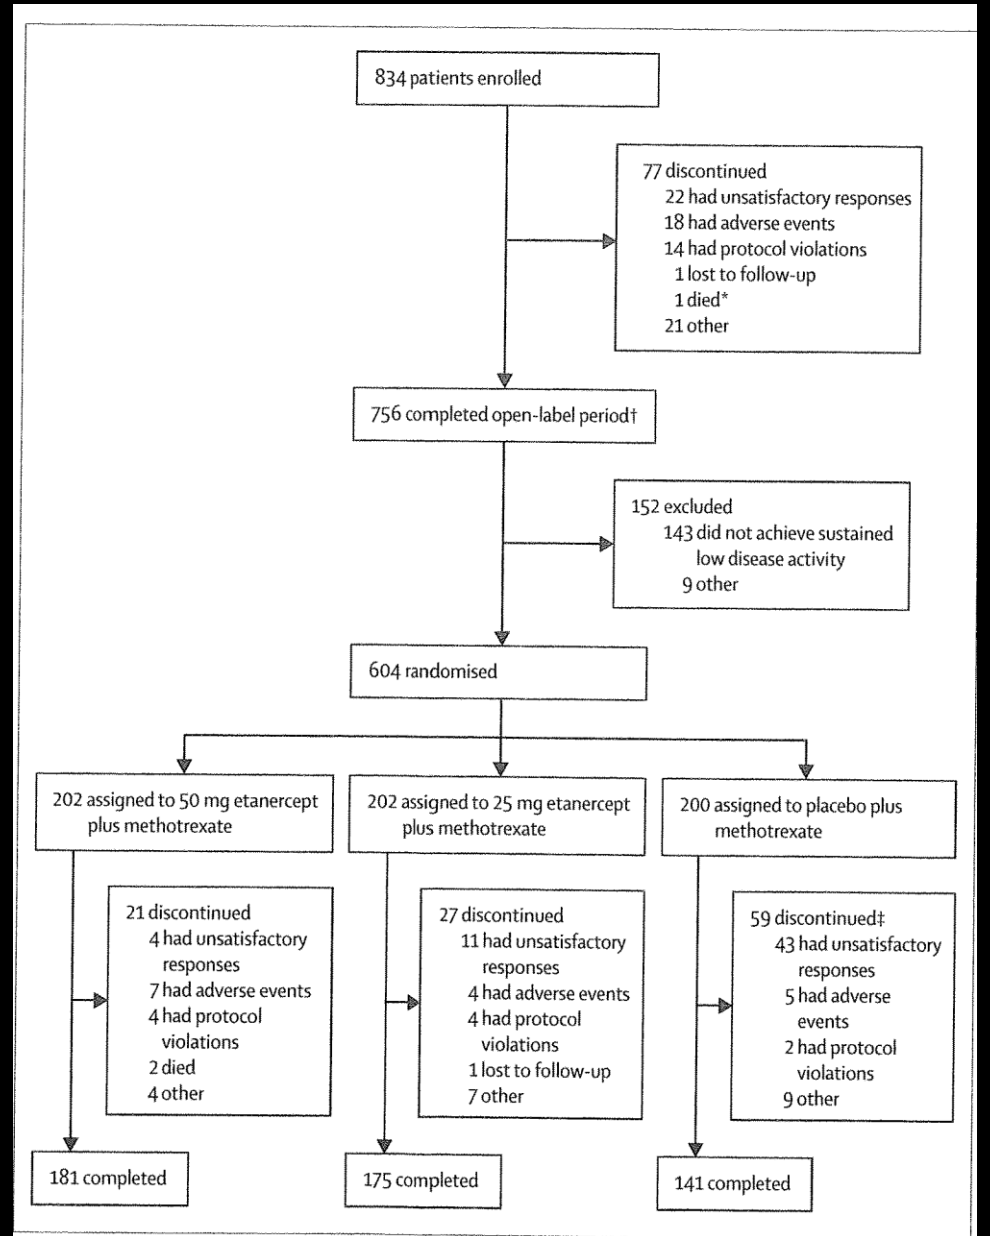 834 patients enrolled
77 discontinued
22 had unsatisfactory responses
18 had adverse events
14 had protocol violations
1 lost to follow-up
1 died*
21 other
756 completed open-label period†
152 excluded
143 did not achieve sustained
low disease activity
9 other
604 randomised
202 assigned to 50 mg etanercept
plus methotrexate
202 assigned to 25 mg etanercept
plus methotrexate
200 assigned to placebo plus
methotrexate
21 discontinued
4 had unsatisfactory
responses
7 had adverse events
4 had protocol
violations
2 died
4 other
27 discontinued
11 had unsatisfactory
responses
4 had adverse events
4 had protocol
violations
1 lost to follow-up
7 other
59 discontinued‡
43 had unsatisfactory
responses
5 had adverse
events
2 had protocol
violations
9 other
181 completed
175 completed
141 completed